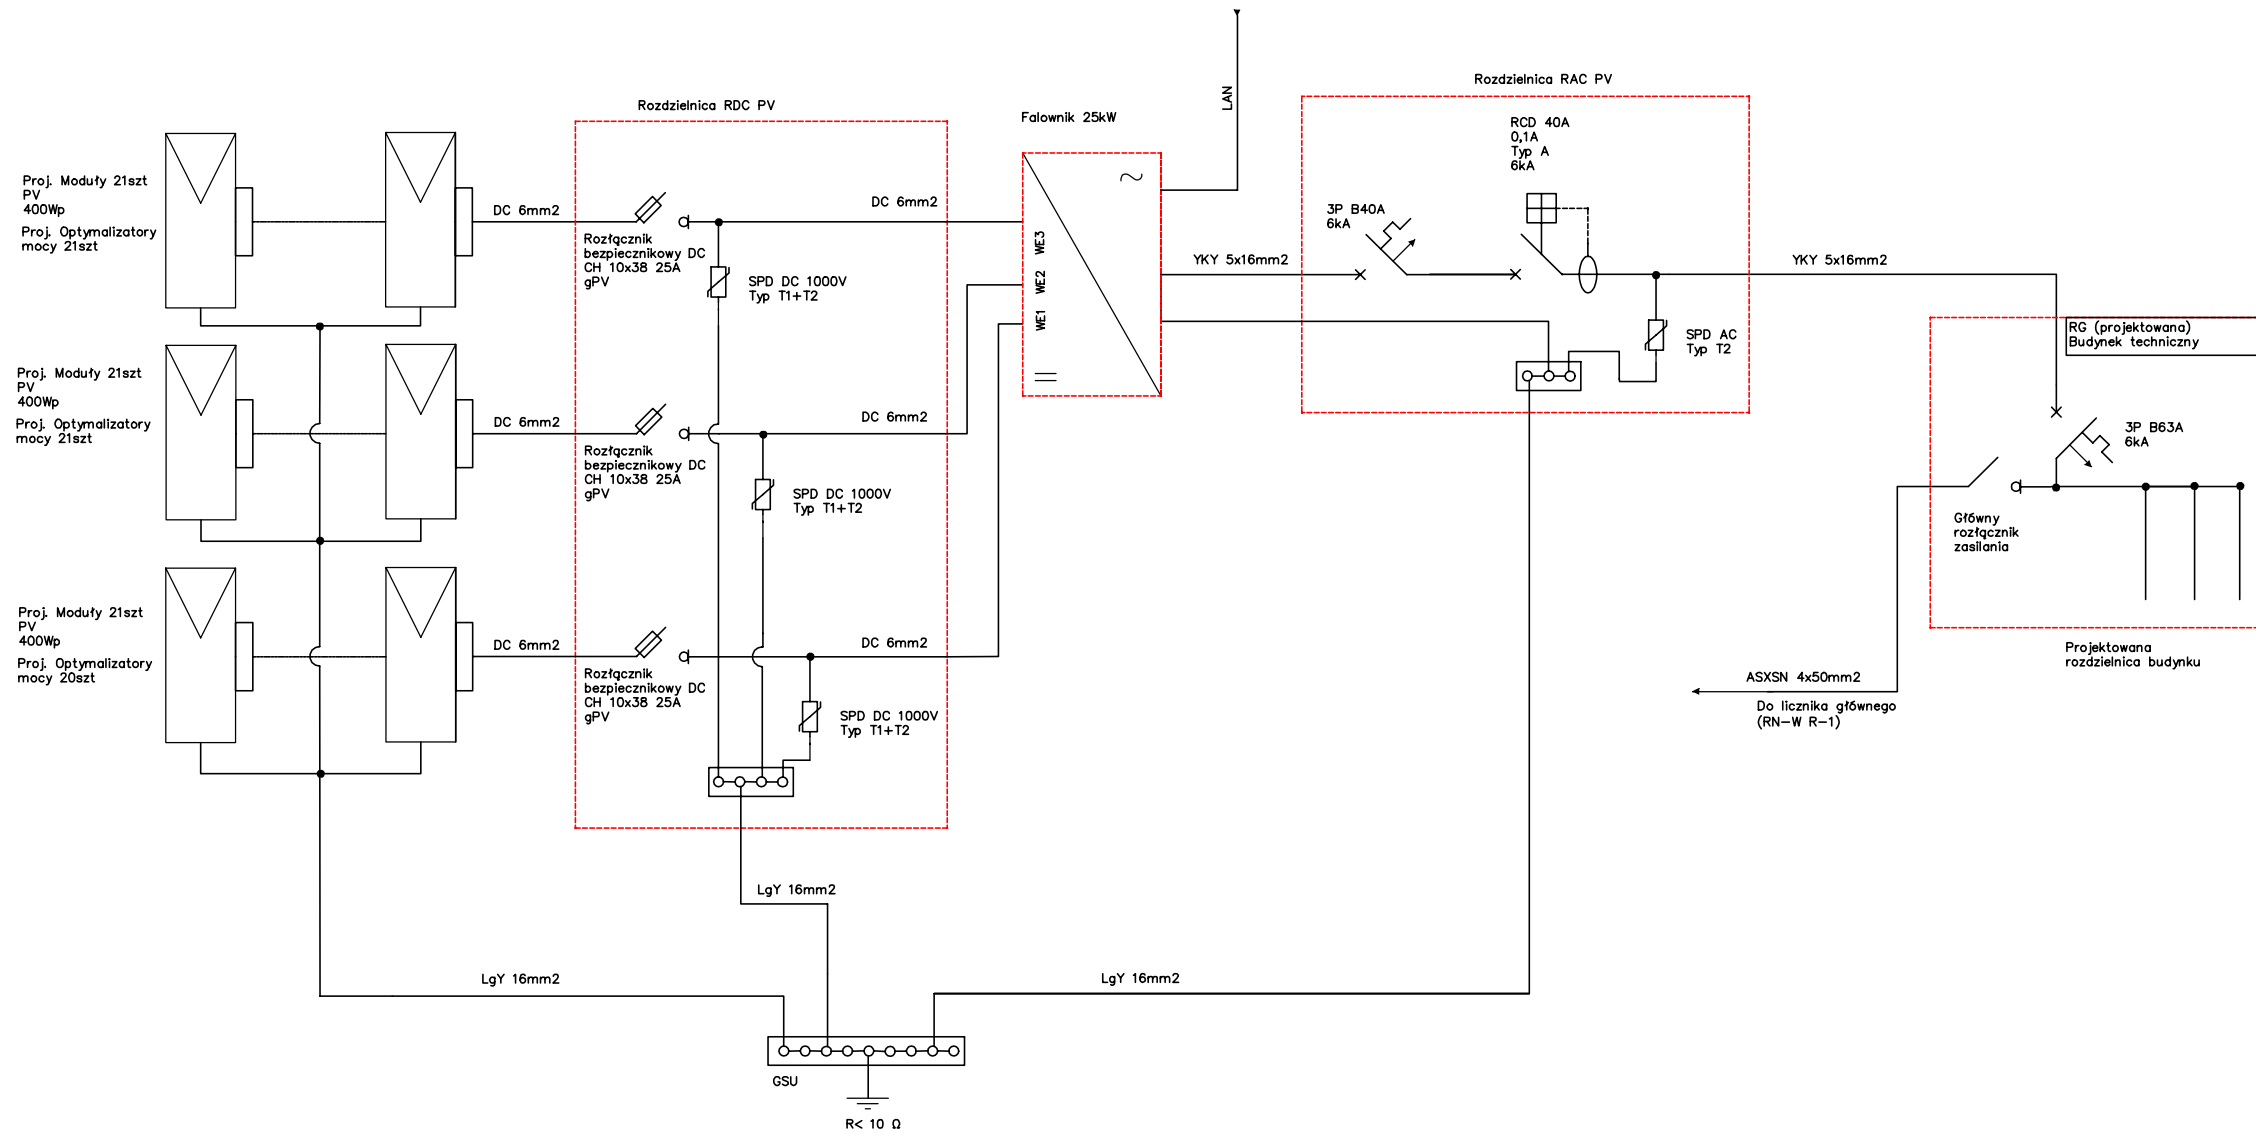 LAN
Rozdzielnica RAC PV
Rozdzielnica RDC PV
Falownik 25kW
RCD 40A
0,1A
Typ A
6kA
Proj. Moduły 21szt
PV
400Wp
Proj. Optymalizatory
mocy 21szt
DC 6mm2
Rozłącznik
bezpiecznikowy DC
CH 10x38 25A
gPV
SPD DC 1000V
Typ T1+T2
DC 6mm2
WE3
WE2
WE1
3P B40A
6kA
YKY 5x16mm2
YKY 5x16mm2
SPD AC
Typ T2
RG (projektowana)
Budynek techniczny
Proj. Moduły 21szt
PV
400Wp
Proj. Optymalizatory
mocy 21szt
DC 6mm2
Rozłącznik
bezpiecznikowy DC
CH 10x38 25A
gPV
SPD DC 1000V
Typ T1+T2
DC 6mm2
3P B63A
6kA
Główny
rozłącznik
zasilania
Proj. Moduły 21szt
PV
400Wp
Proj. Optymalizatory
mocy 20szt
DC 6mm2
Rozłącznik
bezpiecznikowy DC
CH 10x38 25A
gPV
SPD DC 1000V
Typ T1+T2
DC 6mm2
Projektowana
rozdzielnica budynku
ASXSN 4x50mm2
Do licznika głównego
(RN-W R-1)
LgY 16mm2
LgY 16mm2
LgY 16mm2
GSU
R< 10 Ω